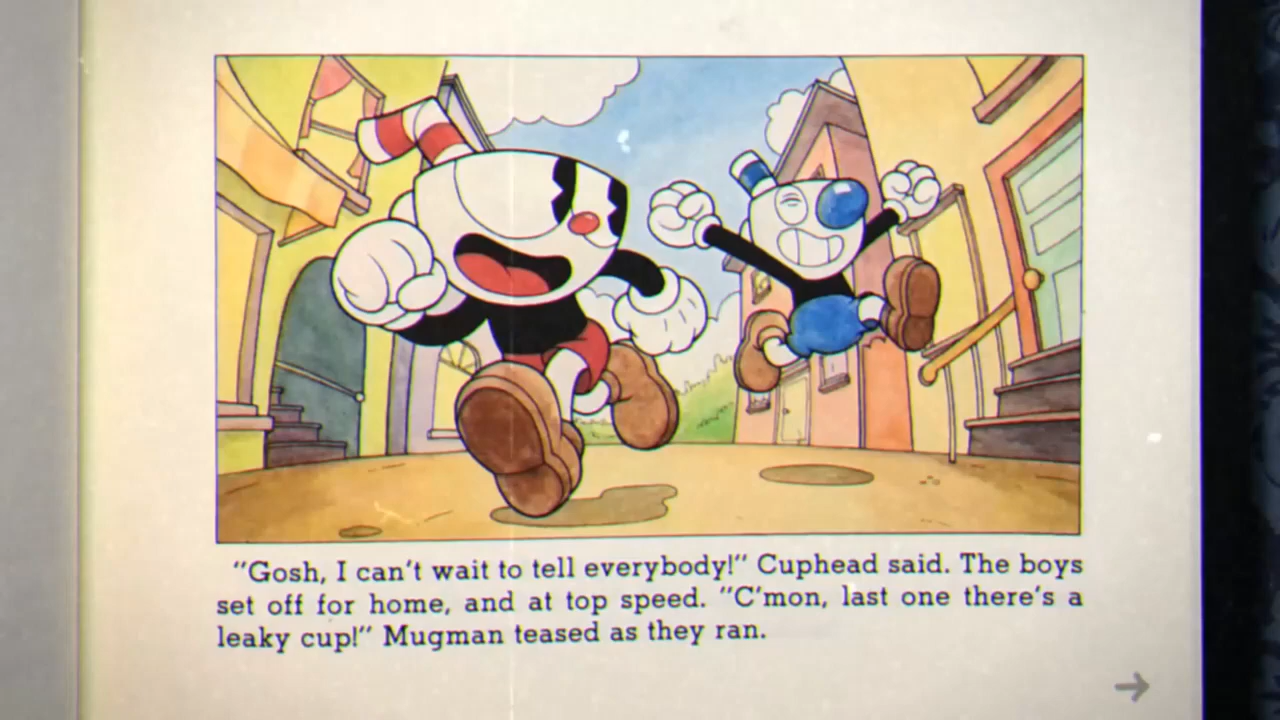 "Gosh, I can't wait to tell everybody!" Cuphead said. The boys
set off for home, and at top speed. "C'mon, last one there's a
leaky cup!" Mugman teased as they ran.